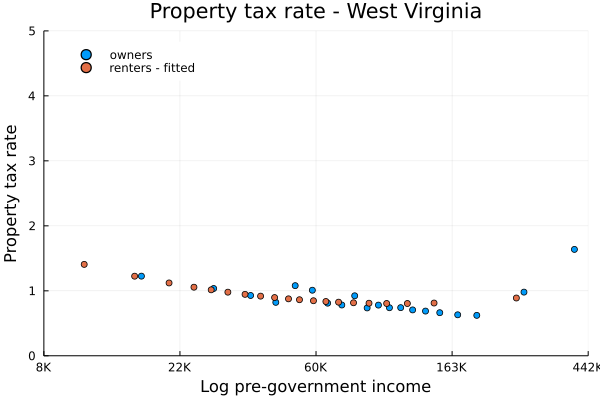 Property tax rate - West Virginia
owners
renters - fitted
Property tax rate
5
4
3
2
1
0
8K 22K 60K 163K 442K
Log pre-government income